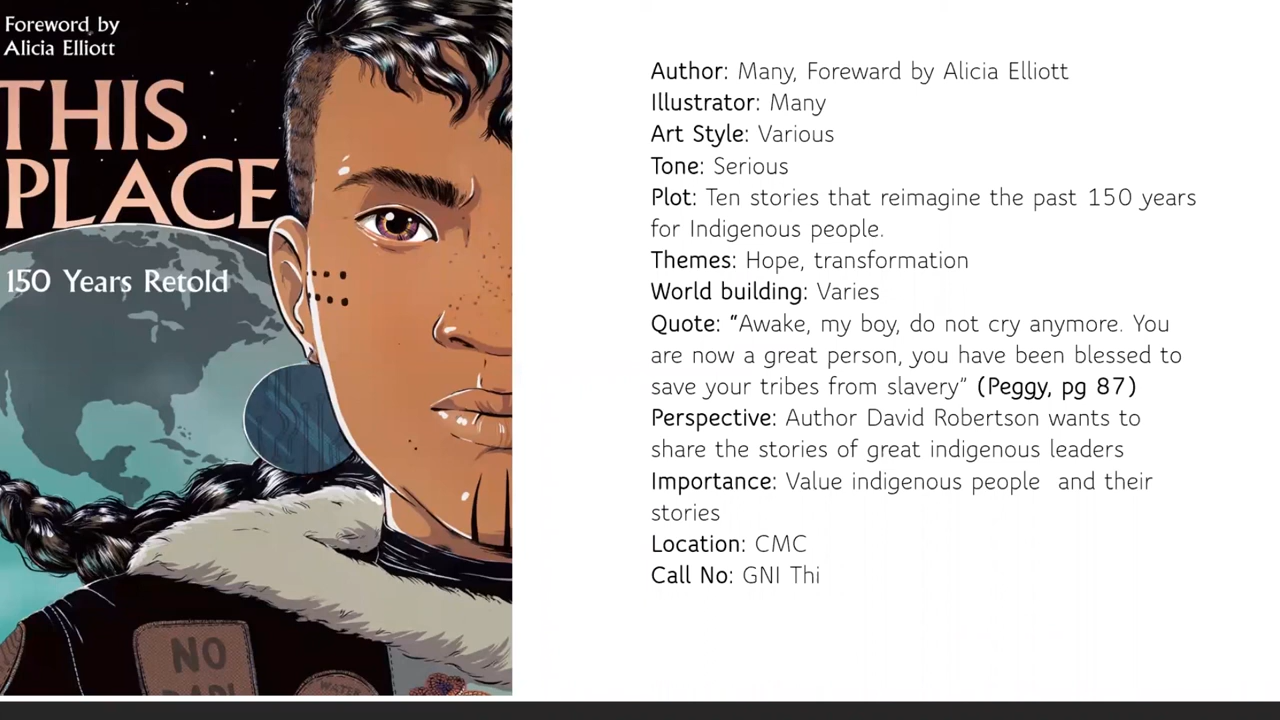 Foreword by
Alicia Elliott
THIS
PLACE
150 Years Retold
NO
Author: Many, Foreward by Alicia Elliott
Illustrator: Many
Art Style: Various
Tone: Serious
Plot: Ten stories that reimagine the past 150 years
for Indigenous people.
Themes: Hope, transformation
World building: Varies
Quote: “Awake, my boy, do not cry anymore. You
are now a great person, you have been blessed to
save your tribes from slavery” (Peggy, pg 87)
Perspective: Author David Robertson wants to
share the stories of great indigenous leaders
Importance: Value indigenous people  and their
stories
Location: CMC
Call No: GNI Thi